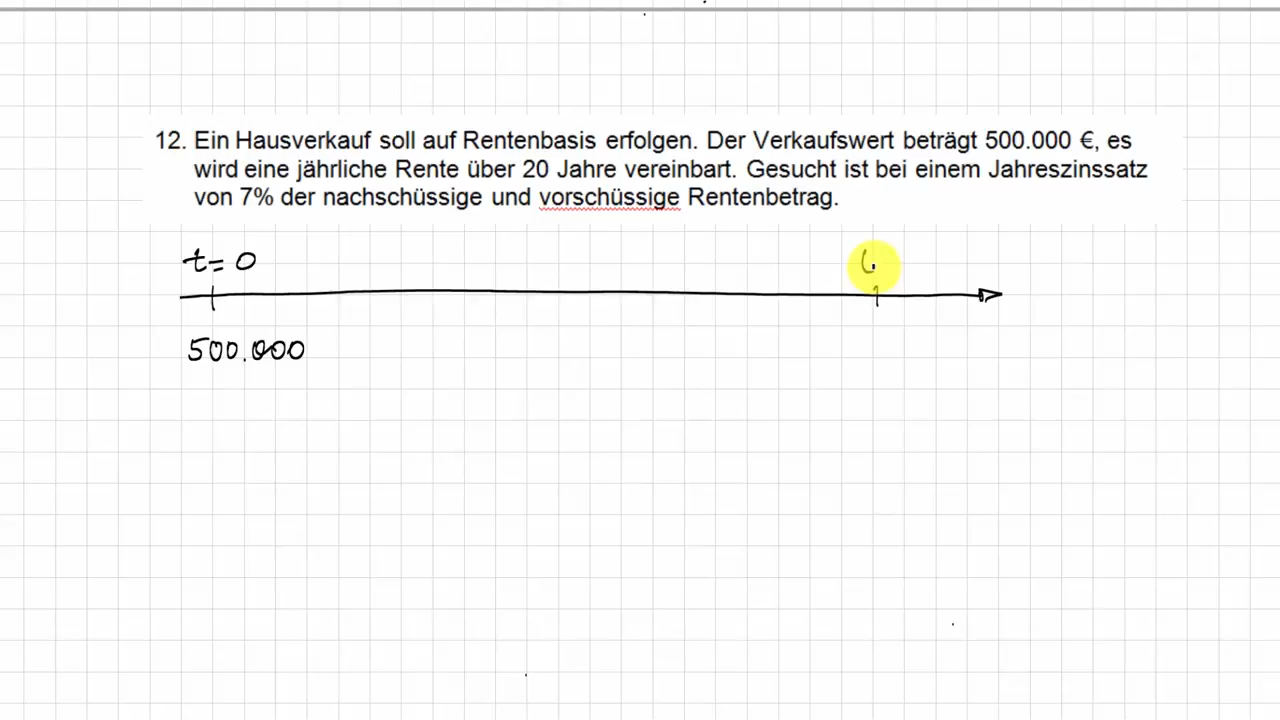 12. Ein Hausverkauf soll auf Rentenbasis erfolgen. Der Verkaufswert beträgt 500.000 €, es
wird eine jährliche Rente über 20 Jahre vereinbart. Gesucht ist bei einem Jahreszinssatz
von 7% der nachschüssige und vorschüssige Rentenbetrag.
t=0
500.000